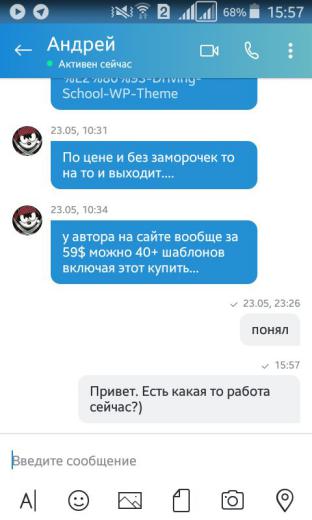 2 68% 15:57
Андрей
Активен сейчас
%E2%80%93-Driving-
School-WP-Theme
23.05, 10:31
По цене и без заморочек то
на то и выходит....
23.05, 10:34
у автора на сайте вообще за
59$ можно 40+ шаблонов
включая этот купить...
23.05, 23:26
понял
15:57
Привет. Есть какая то работа
сейчас?)
Введите сообщение
A